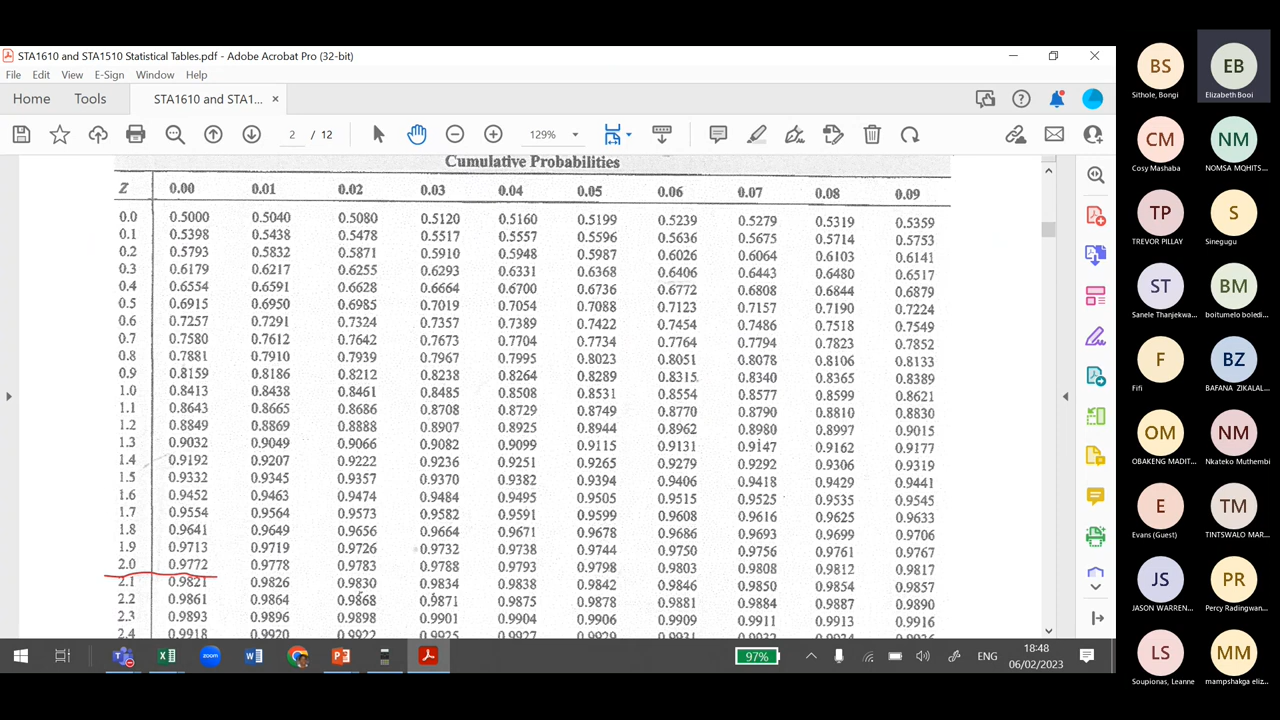 STA1610 and STA1510 Statistical Tables.pdf - Adobe Acrobat Pro (32-bit)
File Edit View E-Sign Window Help
Home Tools STA1610 and STA1... ×
2 / 12 129%
Cumulative Probabilities
Z 0.00 0.01 0.02 0.03 0.04 0.05 0.06 0.07 0.08 0.09
0.0 0.5000 0.5040 0.5080 0.5120 0.5160 0.5199 0.5239 0.5279 0.5319 0.5359
0.1 0.5398 0.5438 0.5478 0.5517 0.5557 0.5596 0.5636 0.5675 0.5714 0.5753
0.2 0.5793 0.5832 0.5871 0.5910 0.5948 0.5987 0.6026 0.6064 0.6103 0.6141
0.3 0.6179 0.6217 0.6255 0.6293 0.6331 0.6368 0.6406 0.6443 0.6480 0.6517
0.4 0.6554 0.6591 0.6628 0.6664 0.6700 0.6736 0.6772 0.6808 0.6844 0.6879
0.5 0.6915 0.6950 0.6985 0.7019 0.7054 0.7088 0.7123 0.7157 0.7190 0.7224
0.6 0.7257 0.7291 0.7324 0.7357 0.7389 0.7422 0.7454 0.7486 0.7518 0.7549
0.7 0.7580 0.7612 0.7642 0.7673 0.7704 0.7734 0.7764 0.7794 0.7823 0.7852
0.8 0.7881 0.7910 0.7939 0.7967 0.7995 0.8023 0.8051 0.8078 0.8106 0.8133
0.9 0.8159 0.8186 0.8212 0.8238 0.8264 0.8289 0.8315 0.8340 0.8365 0.8389
1.0 0.8413 0.8438 0.8461 0.8485 0.8508 0.8531 0.8554 0.8577 0.8599 0.8621
1.1 0.8643 0.8665 0.8686 0.8708 0.8729 0.8749 0.8770 0.8790 0.8810 0.8830
1.2 0.8849 0.8869 0.8888 0.8907 0.8925 0.8944 0.8962 0.8980 0.8997 0.9015
1.3 0.9032 0.9049 0.9066 0.9082 0.9099 0.9115 0.9131 0.9147 0.9162 0.9177
1.4 0.9192 0.9207 0.9222 0.9236 0.9251 0.9265 0.9279 0.9292 0.9306 0.9319
1.5 0.9332 0.9345 0.9357 0.9370 0.9382 0.9394 0.9406 0.9418 0.9429 0.9441
1.6 0.9452 0.9463 0.9474 0.9484 0.9495 0.9505 0.9515 0.9525 0.9535 0.9545
1.7 0.9554 0.9564 0.9573 0.9582 0.9591 0.9599 0.9608 0.9616 0.9625 0.9633
1.8 0.9641 0.9649 0.9656 0.9664 0.9671 0.9678 0.9686 0.9693 0.9699 0.9706
1.9 0.9713 0.9719 0.9726 0.9732 0.9738 0.9744 0.9750 0.9756 0.9761 0.9767
2.0 0.9772 0.9778 0.9783 0.9788 0.9793 0.9798 0.9803 0.9808 0.9812 0.9817
2.1 0.9821 0.9826 0.9830 0.9834 0.9838 0.9842 0.9846 0.9850 0.9854 0.9857
2.2 0.9861 0.9864 0.9868 0.9871 0.9875 0.9878 0.9881 0.9884 0.9887 0.9890
2.3 0.9893 0.9896 0.9898 0.9901 0.9904 0.9906 0.9909 0.9911 0.9913 0.9916
2.4 0.9918 0.9920 0.9922 0.9925 0.9927
97% ENG 18:48
06/02/2023
BS EB
Sithole, Bongi Elizabeth Booi
CM NM
Cosy Mashaba NOMSA MQHITS...
TP S
TREVOR PILLAY Sinegugu
ST BM
Sanele Thanjekwa... boitumelo boledi...
F BZ
Fifi BAFANA ZIKALAL...
OM NM
OBAKENG MADIT... Nkateko Muthembi
E TM
Evans (Guest) TINTSWALO MAR...
JS PR
JASON WARREN... Percy Radingwan...
LS MM
Soupionas, Leanne mampshakga eliz...